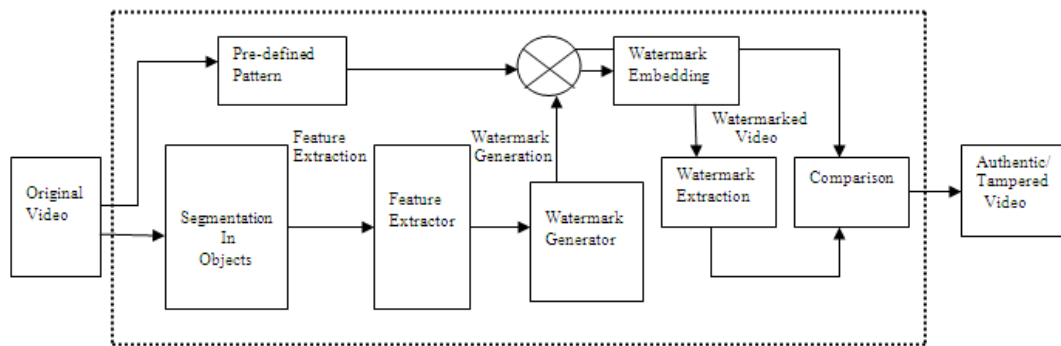 Original
Video
Pre-defined
Pattern
Segmentation
In
Objects
Feature
Extraction
Feature
Extractor
Watermark
Generation
Watermark
Generator
Watermark
Embedding
Watermarked
Video
Watermark
Extraction
Comparison
Authentic/
Tampered
Video